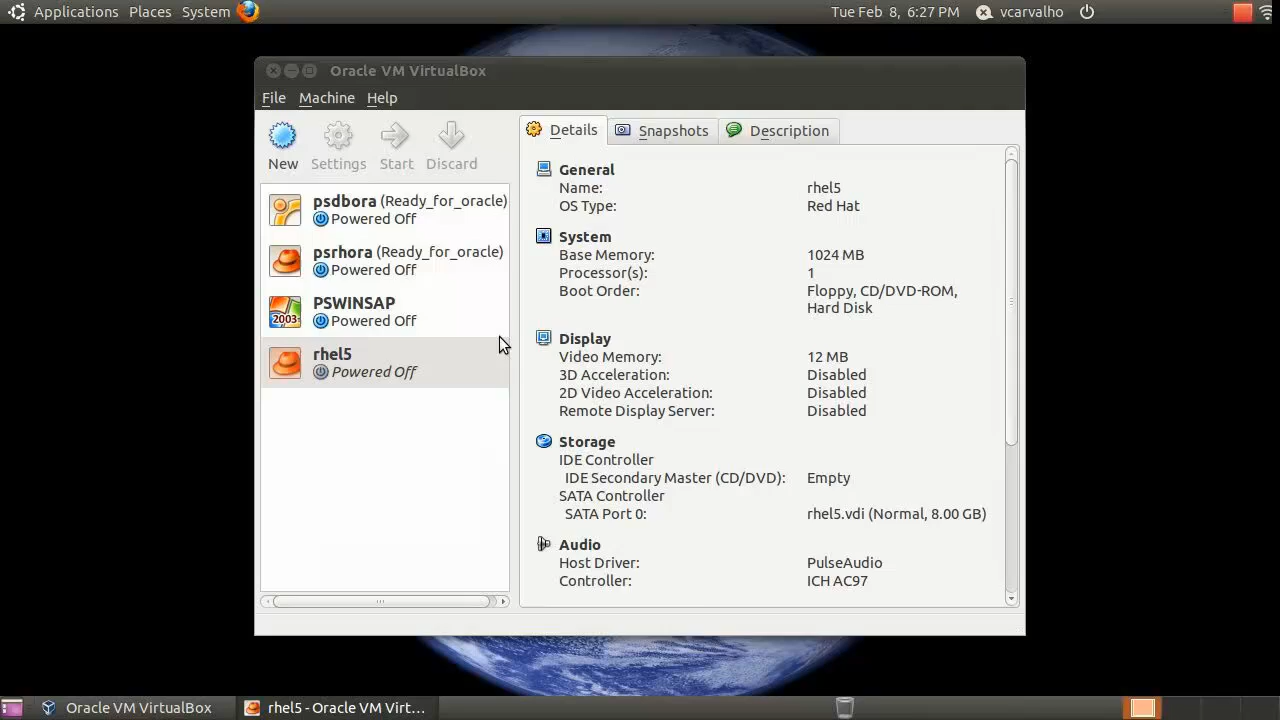 Applications Places System
Tue Feb 8, 6:27 PM vcarvalho
Oracle VM VirtualBox
File Machine Help
New Settings Start Discard
Details Snapshots Description
psdbora (Ready_for_oracle)
Powered Off
psrhora (Ready_for_oracle)
Powered Off
2003
PSWINSAP
Powered Off
rhel5
Powered Off
General
Name: rhel5
OS Type: Red Hat
System
Base Memory: 1024 MB
Processor(s): 1
Boot Order: Floppy, CD/DVD-ROM,
Hard Disk
Display
Video Memory: 12 MB
3D Acceleration: Disabled
2D Video Acceleration: Disabled
Remote Display Server: Disabled
Storage
IDE Controller
IDE Secondary Master (CD/DVD): Empty
SATA Controller
SATA Port 0: rhel5.vdi (Normal, 8.00 GB)
Audio
Host Driver: PulseAudio
Controller: ICH AC97
Oracle VM VirtualBox
rhel5 - Oracle VM Virt...